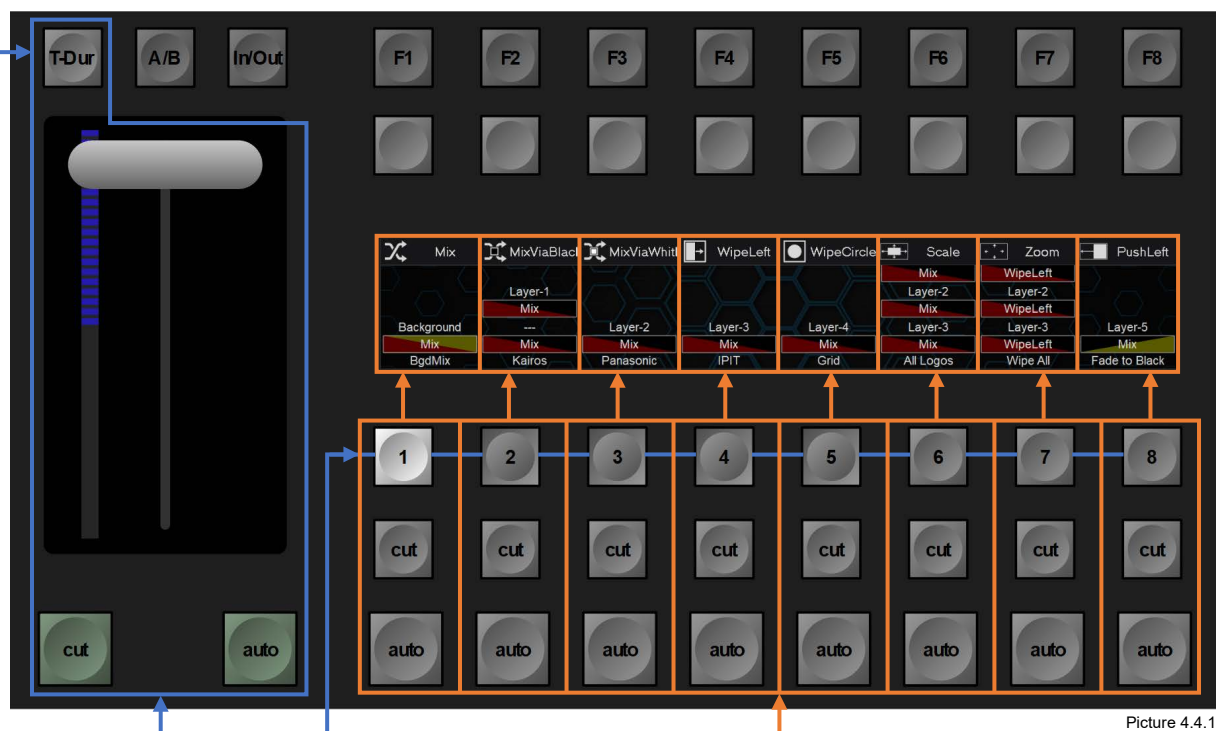 T-Dur A/B In/Out F1 F2 F3 F4 F5 F6 F7 F8
Mix MixViaBlac MixViaWhit WipeLeft WipeCircle Scale Zoom PushLeft
Mix WipeLeft
Layer-1 Layer-2 Layer-2
Mix Mix WipeLeft
Background --- Layer-2 Layer-3 Layer-4 Layer-3 Layer-3 Layer-5
Mix Mix Mix Mix Mix Mix WipeLeft Mix
BgdMix Kairos Panasonic IPIT Grid All Logos Wipe All Fade to Black
1 2 3 4 5 6 7 8
cut cut cut cut cut cut cut cut
cut auto auto auto auto auto auto auto auto auto
Picture 4.4.1